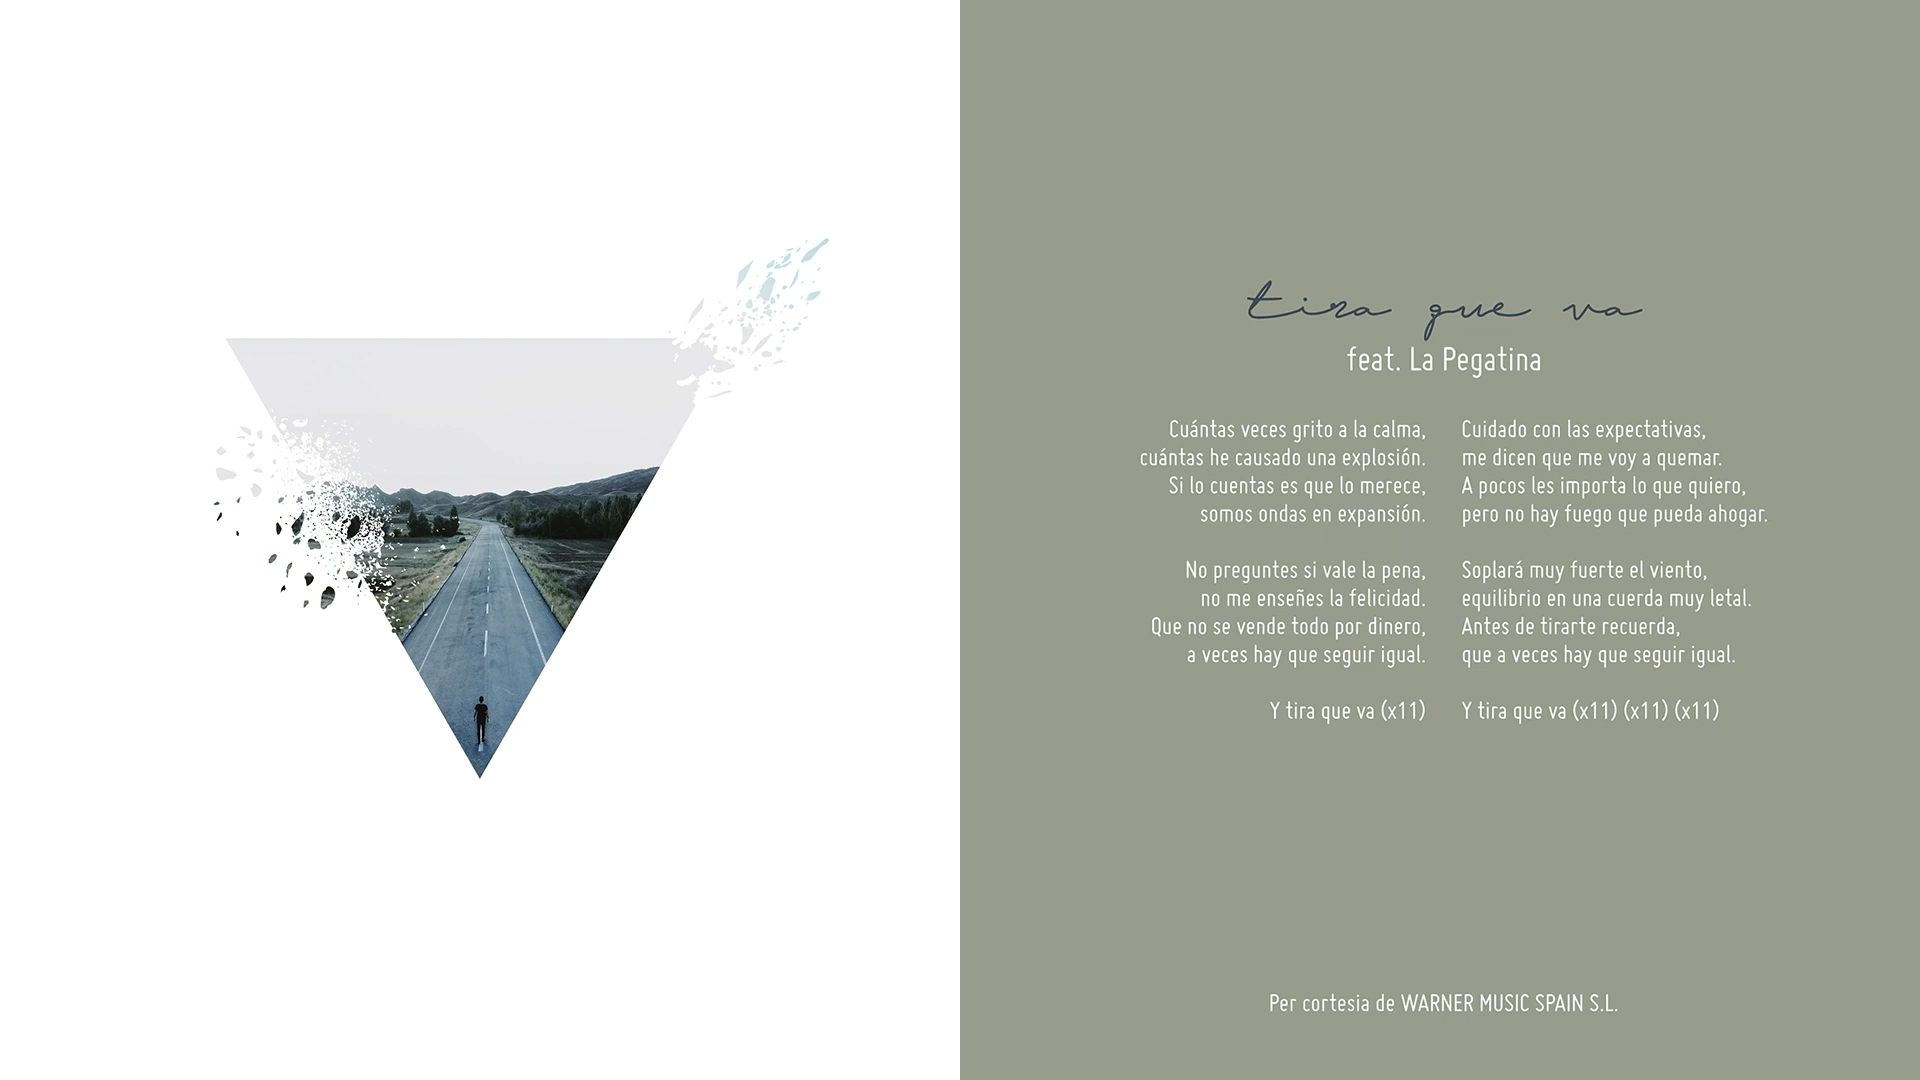 tira que va
feat. La Pegatina
Cuántas veces grito a la calma,
cuántas he causado una explosión.
Si lo cuentas es que lo merece,
somos ondas en expansión.
No preguntes si vale la pena,
no me enseñes la felicidad.
Que no se vende todo por dinero,
a veces hay que seguir igual.
Y tira que va (x11)
Cuidado con las expectativas,
me dicen que me voy a quemar.
A pocos les importa lo que quiero,
pero no hay fuego que pueda ahogar.
Soplará muy fuerte el viento,
equilibrio en una cuerda muy letal.
Antes de tirarte recuerda,
que a veces hay que seguir igual.
Y tira que va (x11) (x11) (x11)
Per cortesia de WARNER MUSIC SPAIN S.L.